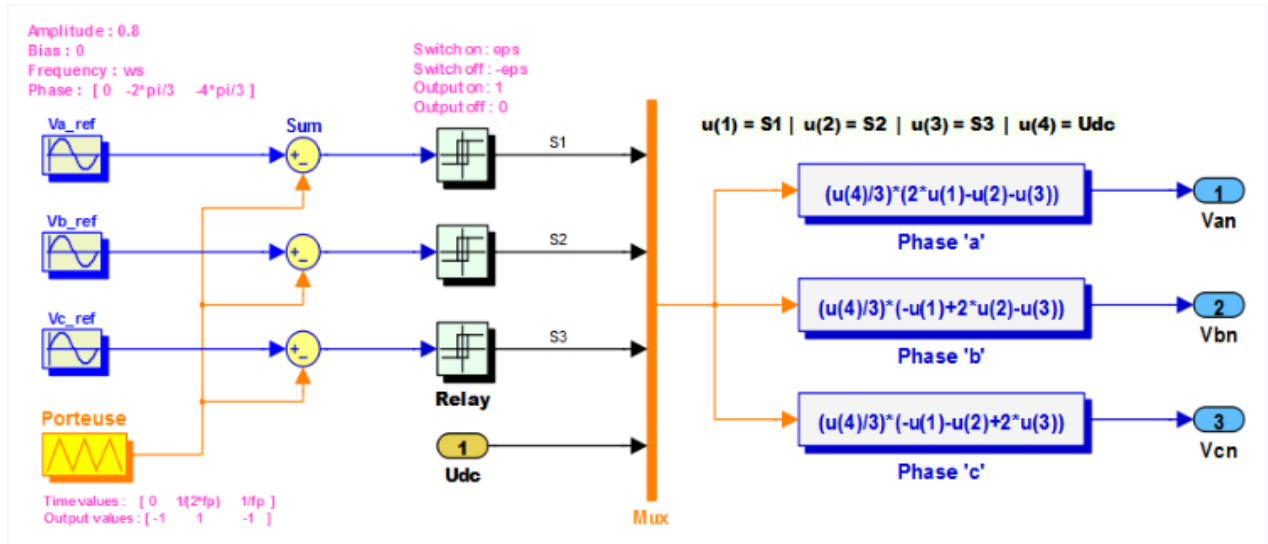 Amplitude : 0.8
Bias : 0
Frequency : ws
Phase : [ 0 -2*pi/3 -4*pi/3 ]
Switch on : eps
Switch off : -eps
Output on : 1
Output off : 0
Va_ref
Sum
S1
u(1) = S1 | u(2) = S2 | u(3) = S3 | u(4) = Udc
(u(4)/3)*(2*u(1)-u(2)-u(3))
Phase 'a'
1
Van
Vb_ref
S2
(u(4)/3)*(-u(1)+2*u(2)-u(3))
Phase 'b'
2
Vbn
Vc_ref
S3
Relay
(u(4)/3)*(-u(1)-u(2)+2*u(3))
Phase 'c'
3
Vcn
Porteuse
1
Udc
Time values : [ 0 1/(2*fp) 1/fp ]
Output values : [ -1 1 -1 ]
Mux